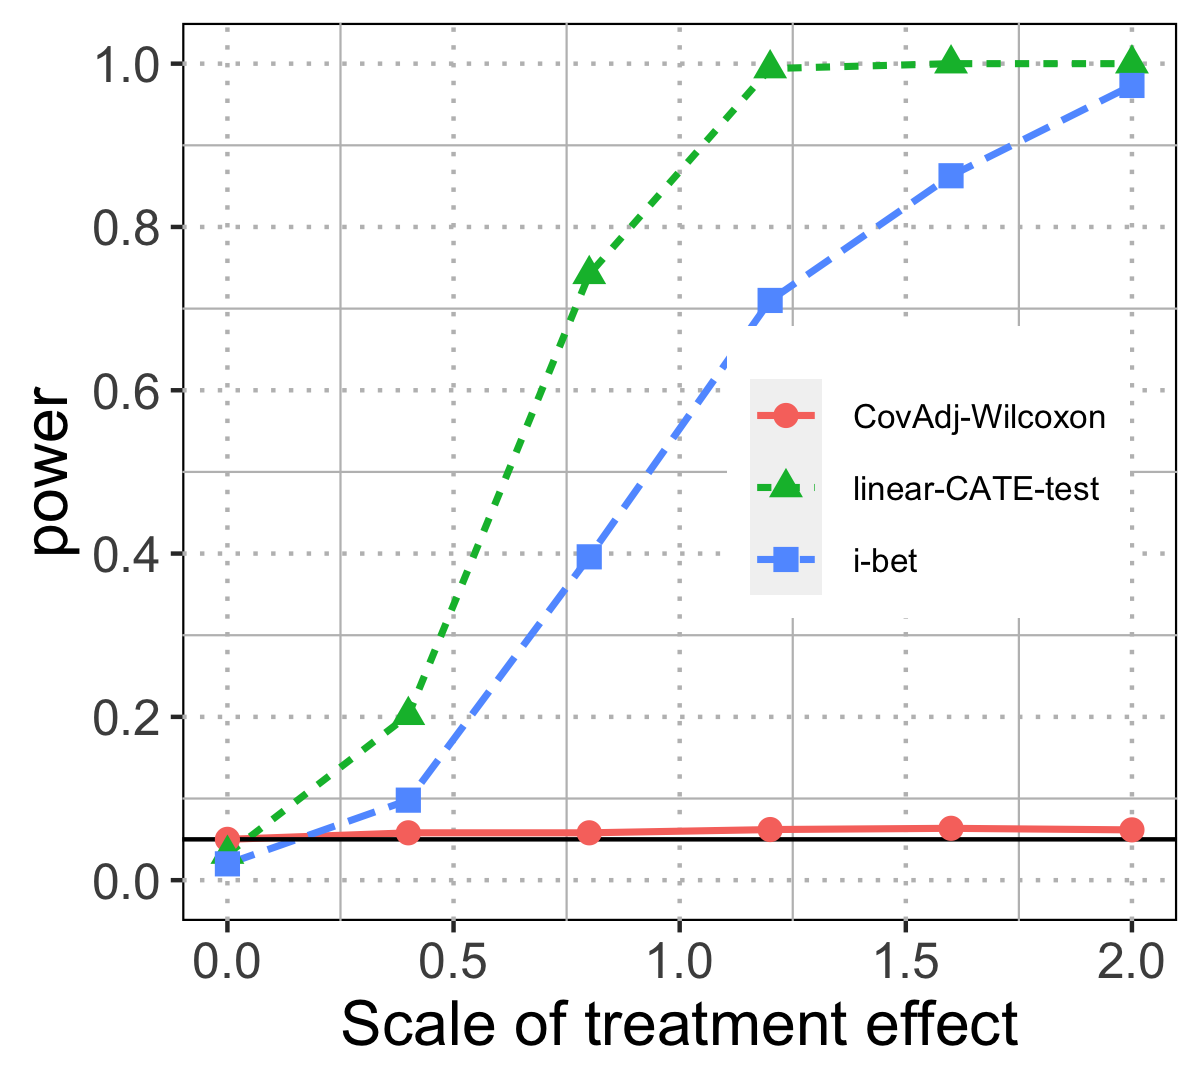 1.0
0.8
0.6
0.4
0.2
0.0
power
CovAdj-Wilcoxon
linear-CATE-test
i-bet
0.0 0.5 1.0 1.5 2.0
Scale of treatment effect